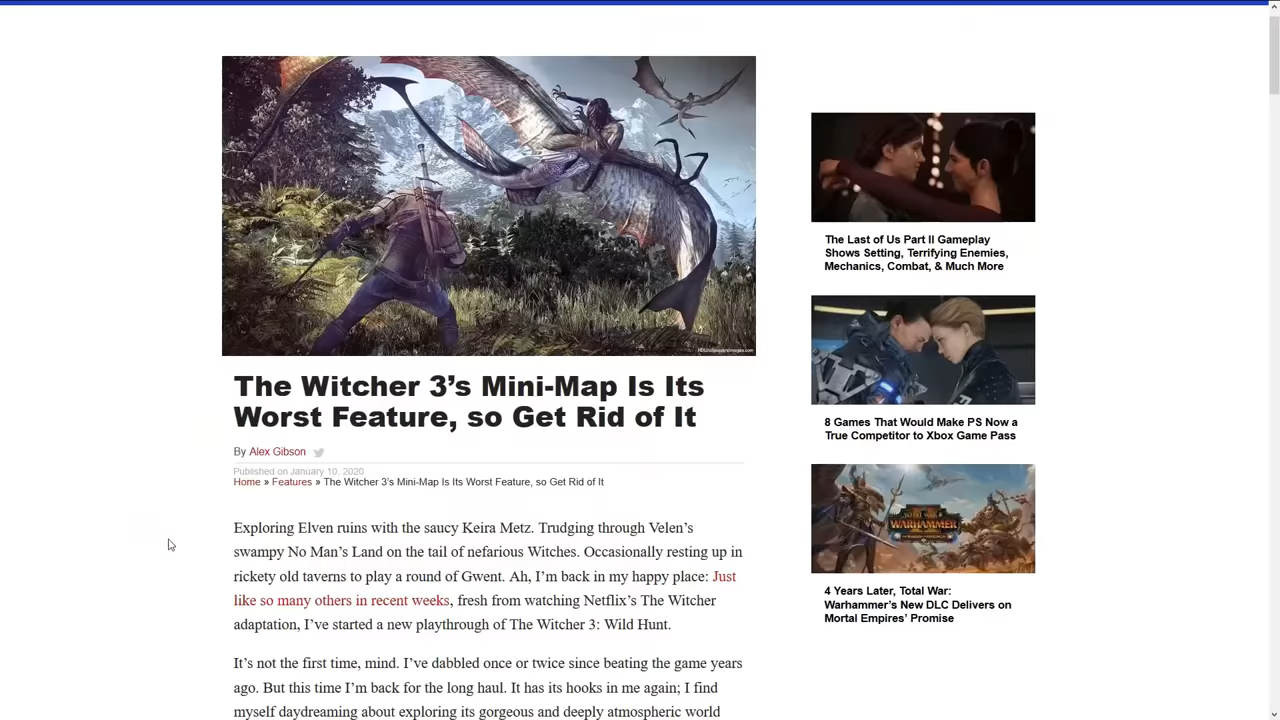 HDwallpapersimages.com
The Witcher 3's Mini-Map Is Its
Worst Feature, so Get Rid of It
By Alex Gibson
Published on January 10, 2020
Home » Features » The Witcher 3's Mini-Map Is Its Worst Feature, so Get Rid of It
Exploring Elven ruins with the saucy Keira Metz. Trudging through Velen's
swampy No Man's Land on the tail of nefarious Witches. Occasionally resting up in
rickety old taverns to play a round of Gwent. Ah, I'm back in my happy place: Just
like so many others in recent weeks, fresh from watching Netflix's The Witcher
adaptation, I've started a new playthrough of The Witcher 3: Wild Hunt.
It's not the first time, mind. I've dabbled once or twice since beating the game years
ago. But this time I'm back for the long haul. It has its hooks in me again; I find
myself daydreaming about exploring its gorgeous and deeply atmospheric world
The Last of Us Part II Gameplay
Shows Setting, Terrifying Enemies,
Mechanics, Combat, & Much More
8 Games That Would Make PS Now a
True Competitor to Xbox Game Pass
TOTAL WAR
WARHAMMER
4 Years Later, Total War:
Warhammer's New DLC Delivers on
Mortal Empires' Promise